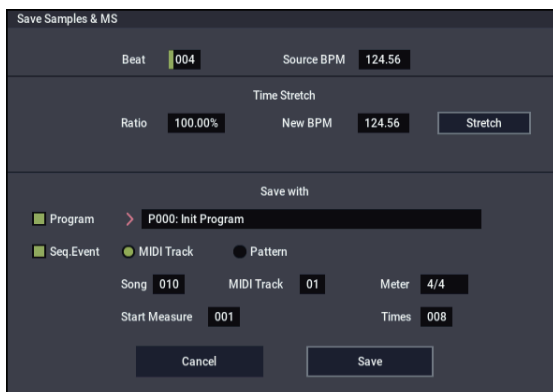 Save Samples & MS
Beat 004 Source BPM 124.56
Time Stretch
Ratio 100.00% New BPM 124.56 Stretch
Save with
Program P000: Init Program
Seq.Event MIDI Track Pattern
Song 010 MIDI Track 01 Meter 4/4
Start Measure 001 Times 008
Cancel Save